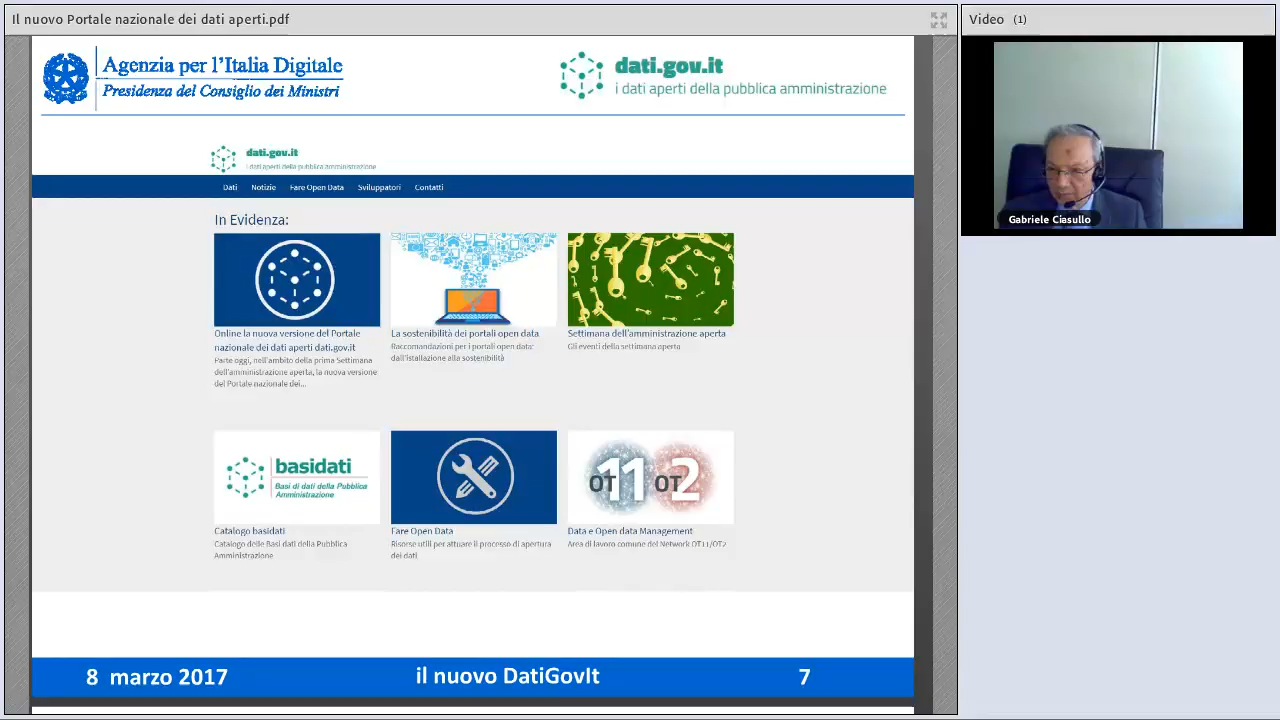 Il nuovo Portale nazionale dei dati aperti.pdf
Video (1)
Agenzia per l'Italia Digitale
Presidenza del Consiglio dei Ministri
dati.gov.it
i dati aperti della pubblica amministrazione
dati.gov.it
i dati aperti della pubblica amministrazione
Dati Notizie Fare Open Data Sviluppatori Contatti
Gabriele Ciasullo
In Evidenza:
Online la nuova versione del Portale
nazionale dei dati aperti dati.gov.it
Parte oggi, nell'ambito della prima Settimana
dell'amministrazione aperta, la nuova versione
del Portale nazionale dei...
La sostenibilità dei portali open data
Raccomandazioni per i portali open data:
dall'istallazione alla sostenibilità
Settimana dell'amministrazione aperta
Gli eventi della settimana aperta
basidati
Basi di dati della Pubblica
Amministrazione
Catalogo basidati
Catalogo delle Basi dati della Pubblica
Amministrazione
Fare Open Data
Risorse utili per attuare il processo di apertura
dei dati
OT11 OT2
Data e Open data Management
Area di lavoro comune del Network OT11/OT2
8 marzo 2017
il nuovo DatiGovIt
7